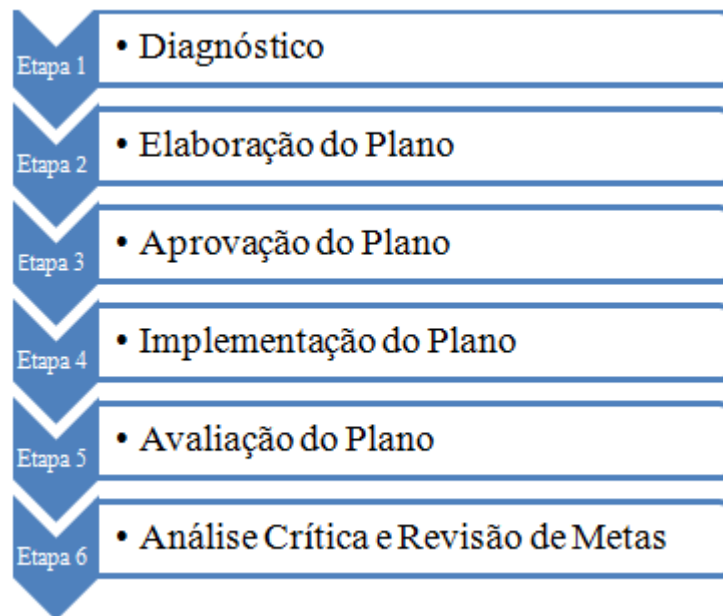 Etapa 1
• Diagnóstico
Etapa 2
• Elaboração do Plano
Etapa 3
• Aprovação do Plano
Etapa 4
• Implementação do Plano
Etapa 5
• Avaliação do Plano
Etapa 6
• Análise Crítica e Revisão de Metas